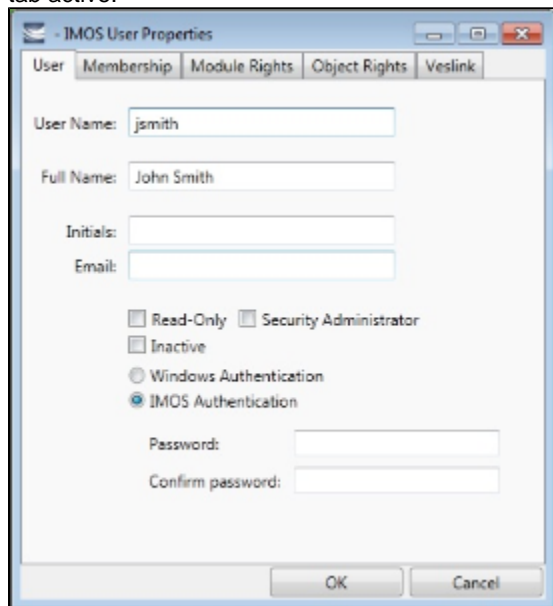 tab active.
- IMOS User Properties
User Membership Module Rights Object Rights Veslink
User Name: jsmith
Full Name: John Smith
Initials:
Email:
Read-Only Security Administrator
Inactive
Windows Authentication
IMOS Authentication
Password:
Confirm password:
OK Cancel